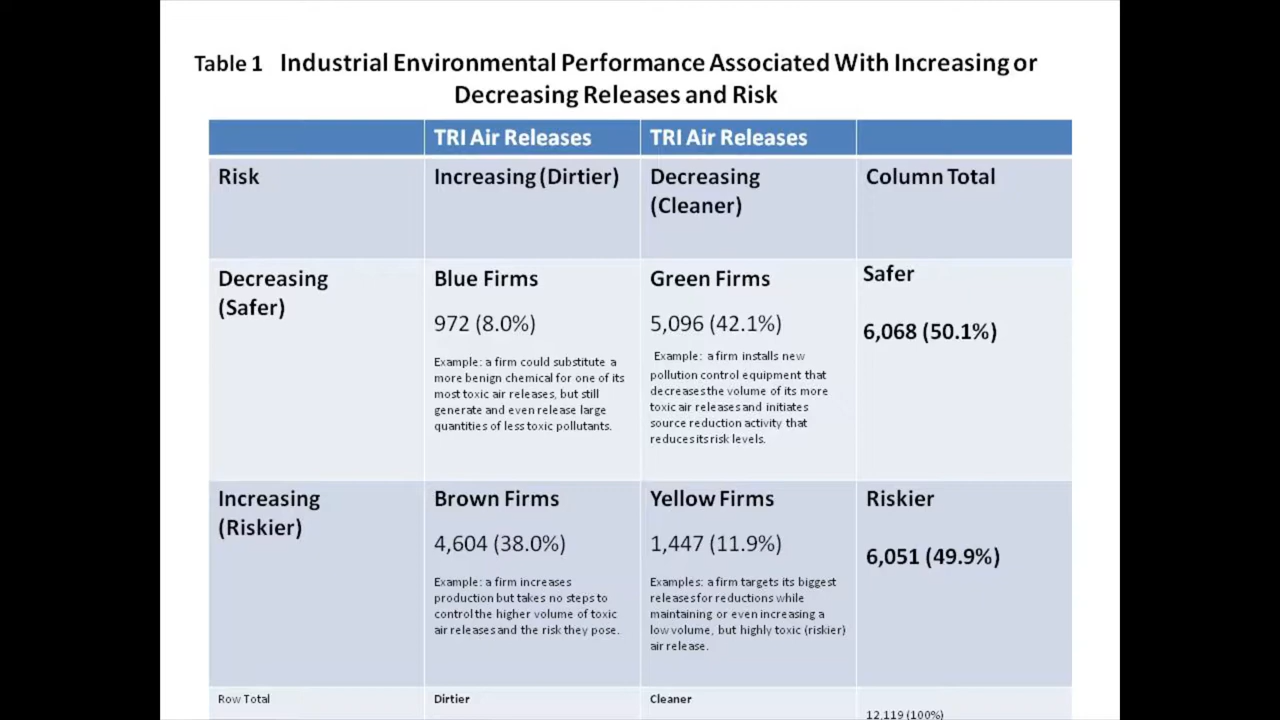 Table 1 Industrial Environmental Performance Associated With Increasing or
Decreasing Releases and Risk
TRI Air Releases
TRI Air Releases
Risk
Increasing (Dirtier)
Decreasing
(Cleaner)
Column Total
Decreasing
(Safer)
Blue Firms
972 (8.0%)
Example: a firm could substitute a
more benign chemical for one of its
most toxic air releases, but still
generate and even release large
quantities of less toxic pollutants.
Green Firms
5,096 (42.1%)
Example: a firm installs new
pollution control equipment that
decreases the volume of its more
toxic air releases and initiates
source reduction activity that
reduces its risk levels.
Safer
6,068 (50.1%)
Increasing
(Riskier)
Brown Firms
4,604 (38.0%)
Example: a firm increases
production but takes no steps to
control the higher volume of toxic
air releases and the risk they pose.
Yellow Firms
1,447 (11.9%)
Examples: a firm targets its biggest
releases for reductions while
maintaining or even increasing a
low volume, but highly toxic (riskier)
air release.
Riskier
6,051 (49.9%)
Row Total
Dirtier
Cleaner
12,119 (100%)